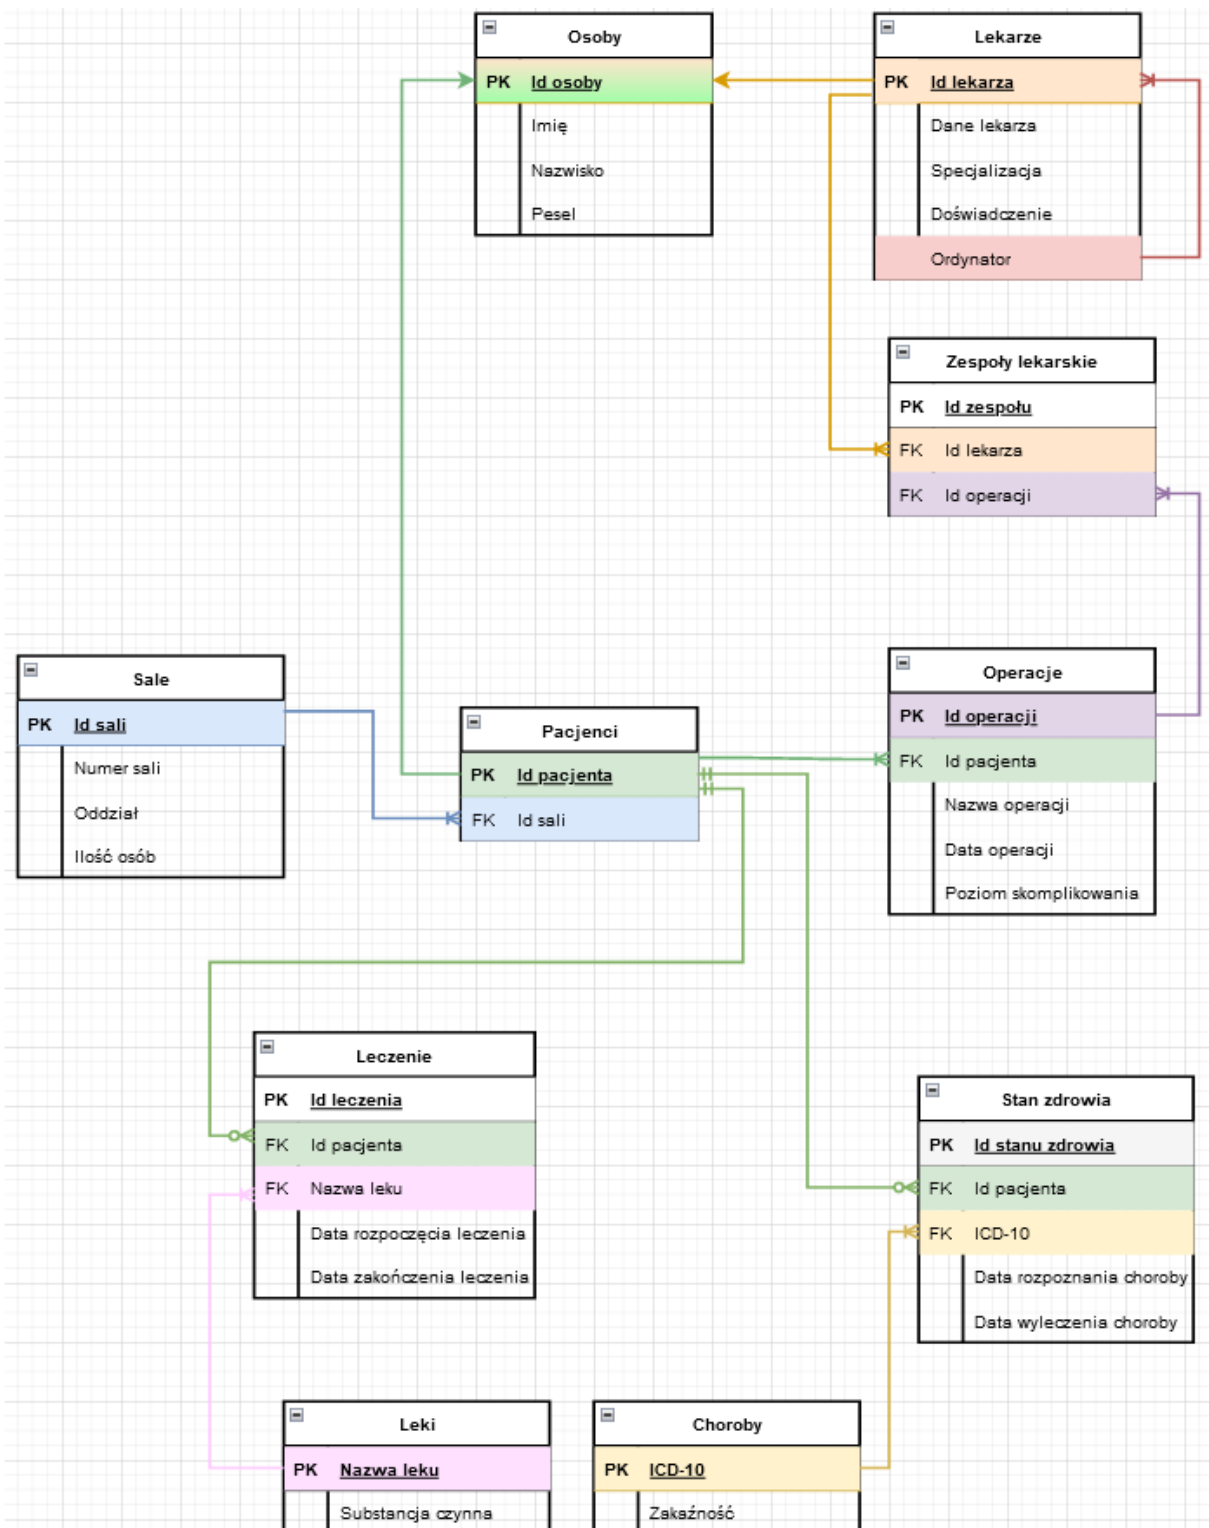 Osoby
PK Id osoby
Imię
Nazwisko
Pesel
Lekarze
PK Id lekarza
Dane lekarza
Specjalizacja
Doświadczenie
Ordynator
Zespoły lekarskie
PK Id zespołu
FK Id lekarza
FK Id operacji
Sale
PK Id sali
Numer sali
Oddział
Ilość osób
Pacjenci
PK Id pacjenta
FK Id sali
Operacje
PK Id operacji
FK Id pacjenta
Nazwa operacji
Data operacji
Poziom skomplikowania
Leczenie
PK Id leczenia
FK Id pacjenta
FK Nazwa leku
Data rozpoczęcia leczenia
Data zakończenia leczenia
Stan zdrowia
PK Id stanu zdrowia
FK Id pacjenta
FK ICD-10
Data rozpoznania choroby
Data wyleczenia choroby
Leki
PK Nazwa leku
Substancja czynna
Choroby
PK ICD-10
Zakaźność